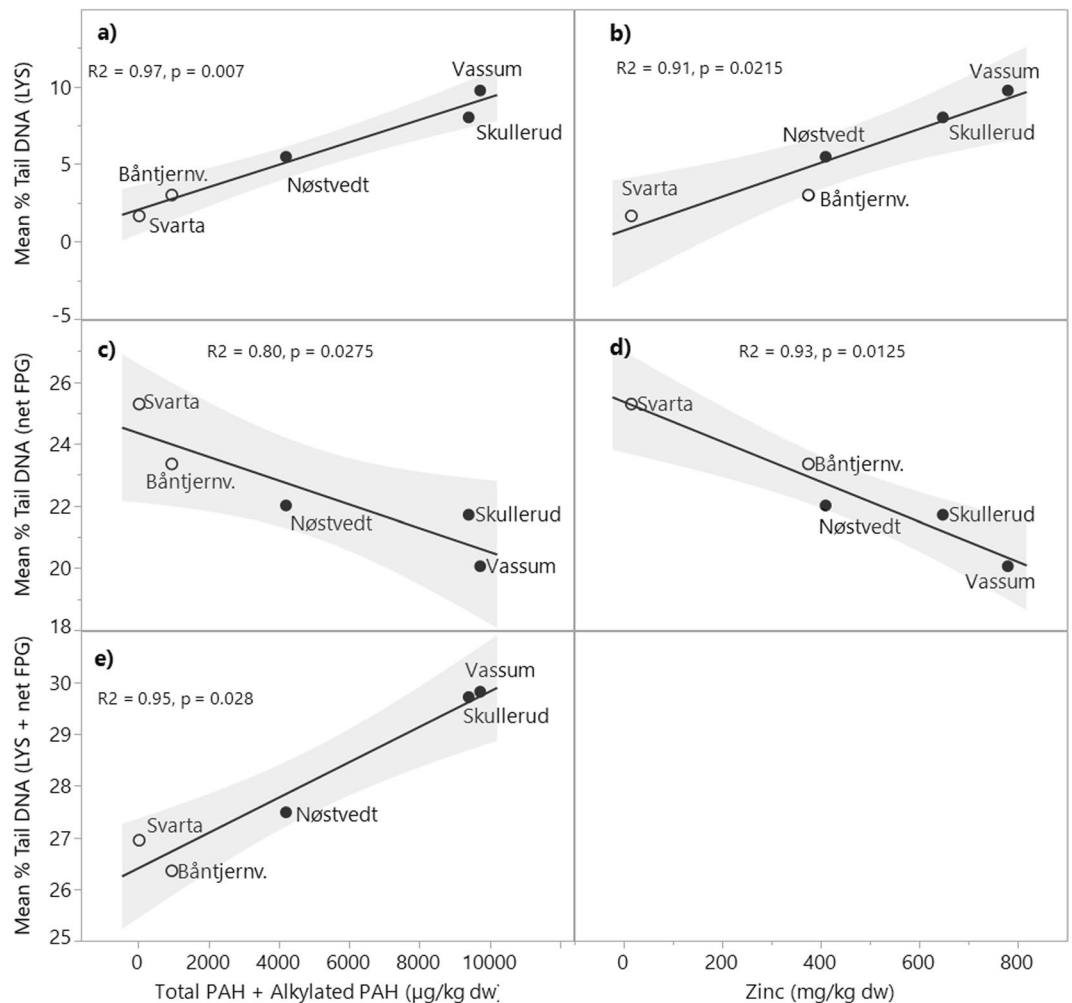 a)
R2 = 0.97, p = 0.007
Vassum
Skullerud
Båntjernv.
Nøstvedt
Svarta
Mean % Tail DNA (LYS)
10
5
0
-5
b)
R2 = 0.91, p = 0.0215
Vassum
Nøstvedt
Skullerud
Svarta
Båntjernv.
c)
R2 = 0.80, p = 0.0275
Svarta
Båntjernv.
Nøstvedt
Skullerud
Vassum
Mean % Tail DNA (net FPG)
26
24
22
20
18
d)
R2 = 0.93, p = 0.0125
Svarta
Båntjernv.
Nøstvedt
Skullerud
Vassum
e)
R2 = 0.95, p = 0.028
Vassum
Skullerud
Nøstvedt
Svarta
Båntjernv.
Mean % Tail DNA (LYS + net FPG)
30
29
28
27
26
25
0 2000 4000 6000 8000 10000
Total PAH + Alkylated PAH (µg/kg dw)
0 200 400 600 800
Zinc (mg/kg dw)